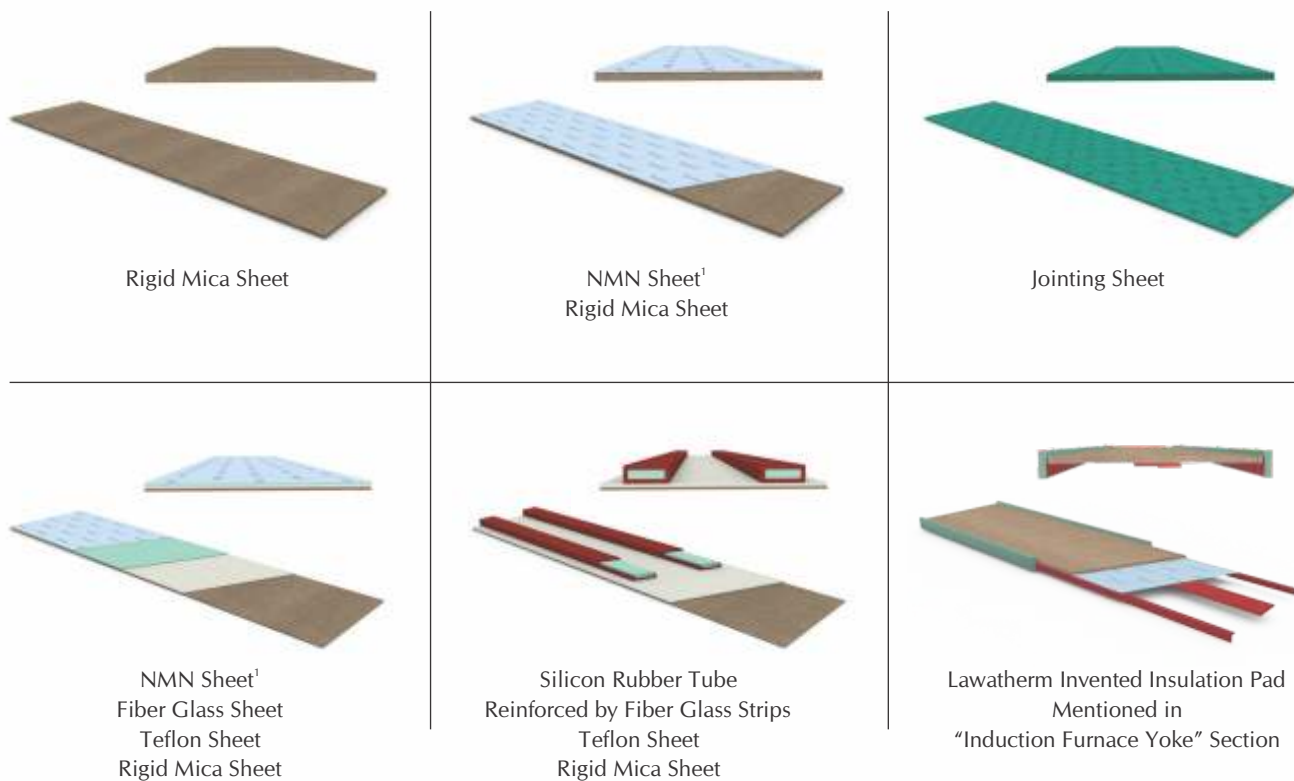 Rigid Mica Sheet
NMN Sheet¹
Rigid Mica Sheet
Jointing Sheet
NMN Sheet¹
Fiber Glass Sheet
Teflon Sheet
Rigid Mica Sheet
Silicon Rubber Tube
Reinforced by Fiber Glass Strips
Teflon Sheet
Rigid Mica Sheet
Lawatherm Invented Insulation Pad
Mentioned in
“Induction Furnace Yoke” Section